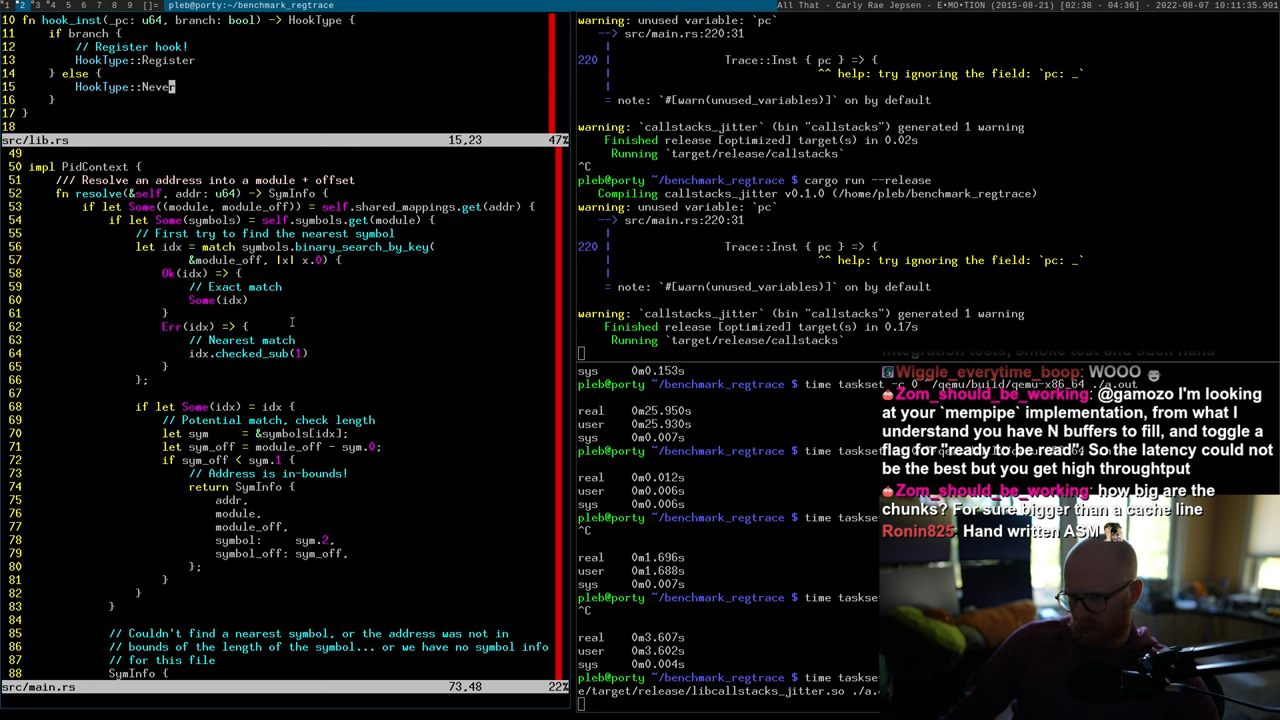 1 2 3 4 5 6 7 8 9 []= pleb@porty:~/benchmark_regtrace
All That - Carly Rae Jepsen - E•MO•TION (2015-08-21) [02:38 - 04:36] - 2022-08-07 10:11:35.901
10 fn hook_inst(_pc: u64, branch: bool) -> HookType {
11     if branch {
12         // Register hook!
13         HookType::Register
14     } else {
15         HookType::Never
16     }
17 }
18
src/lib.rs 15,23 47%
49
50 impl PidContext {
51     /// Resolve an address into a module + offset
52     fn resolve(&self, addr: u64) -> SymInfo {
53         if let Some((module, module_off)) = self.shared_mappings.get(addr) {
54             if let Some(symbols) = self.symbols.get(module) {
55                 // First try to find the nearest symbol
56                 let idx = match symbols.binary_search_by_key(
57                         &module_off, |x| x.0) {
58                     Ok(idx) => {
59                         // Exact match
60                         Some(idx)
61                     }
62                     Err(idx) => {
63                         // Nearest match
64                         idx.checked_sub(1)
65                     }
66                 };
67
68                 if let Some(idx) = idx {
69                     // Potential match, check length
70                     let sym     = &symbols[idx];
71                     let sym_off = module_off - sym.0;
72                     if sym_off < sym.1 {
73                         // Address is in-bounds!
74                         return SymInfo {
75                             addr,
76                             module,
77                             module_off,
78                             symbol:     sym.2,
79                             symbol_off: sym_off,
80                         };
81                     }
82                 }
83             }
84
85             // Couldn't find a nearest symbol, or the address was not in
86             // bounds of the length of the symbol... or we have no symbol info
87             // for this file
88             SymInfo {
src/main.rs 73,48 22%
warning: unused variable: `pc`
--> src/main.rs:220:31
|
220 |         Trace::Inst { pc } => {
|                       ^^ help: try ignoring the field: `pc: _`
|
= note: `#[warn(unused_variables)]` on by default
warning: `callstacks_jitter` (bin "callstacks") generated 1 warning
Finished release [optimized] target(s) in 0.02s
Running `target/release/callstacks`
^C
pleb@porty ~/benchmark_regtrace $ cargo run --release
Compiling callstacks_jitter v0.1.0 (/home/pleb/benchmark_regtrace)
warning: unused variable: `pc`
--> src/main.rs:220:31
|
220 |         Trace::Inst { pc } => {
|                       ^^ help: try ignoring the field: `pc: _`
|
= note: `#[warn(unused_variables)]` on by default
warning: `callstacks_jitter` (bin "callstacks") generated 1 warning
Finished release [optimized] target(s) in 0.17s
Running `target/release/callstacks`
sys 0m0.153s
pleb@porty ~/benchmark_regtrace $ time taskset -c 0 ./qemu/build/qemu-x86_64 ./a.out
real 0m25.950s
user 0m25.930s
sys 0m0.007s
pleb@porty ~/benchmark_regtrace $ time taskse
real 0m0.012s
user 0m0.006s
sys 0m0.006s
pleb@porty ~/benchmark_regtrace $ time taskse
^C
real 0m1.696s
user 0m1.688s
sys 0m0.007s
pleb@porty ~/benchmark_regtrace $ time taskse
^C
real 0m3.607s
user 0m3.602s
sys 0m0.004s
pleb@porty ~/benchmark_regtrace $ time taskse
e/target/release/libcallstacks_jitter.so ./a.o
integration tests, smoke test and such haha
Wiggle_everytime_boop: WOOO
Zom_should_be_working: @gamozo I'm looking
at your `mempipe` implementation, from what I
understand you have N buffers to fill, and toggle a
flag for "ready to be read". So the latency could not
be the best but you get high throughtput
Zom_should_be_working: how big are the
chunks? For sure bigger than a cache line
Ronin825: Hand written ASM